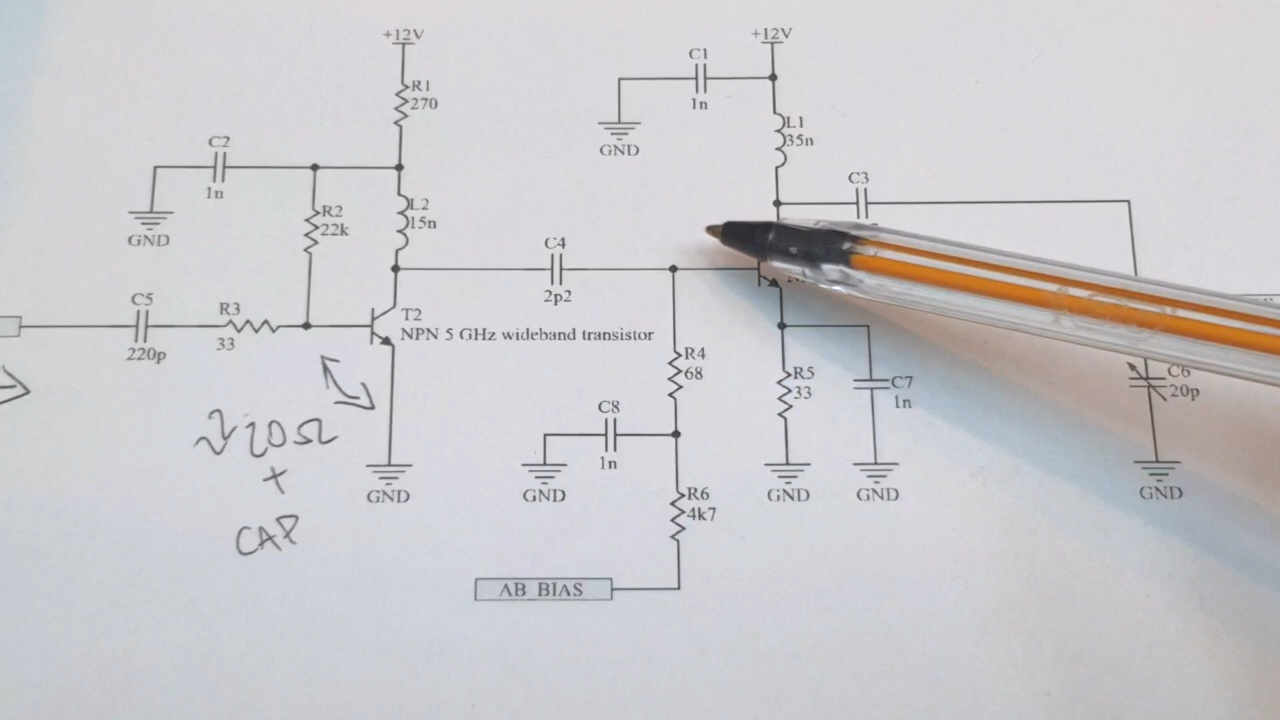 +12V
R1
270
C2
1n
GND
R2
22k
L2
15n
C5
220p
R3
33
T2
NPN 5 GHz wideband transistor
GND
20Ω
+
CAP
+12V
C1
1n
GND
L1
35n
C3
C4
2p2
R4
68
C8
1n
GND
R6
4k7
AB_BIAS
R5
33
GND
C7
1n
GND
C6
20p
GND